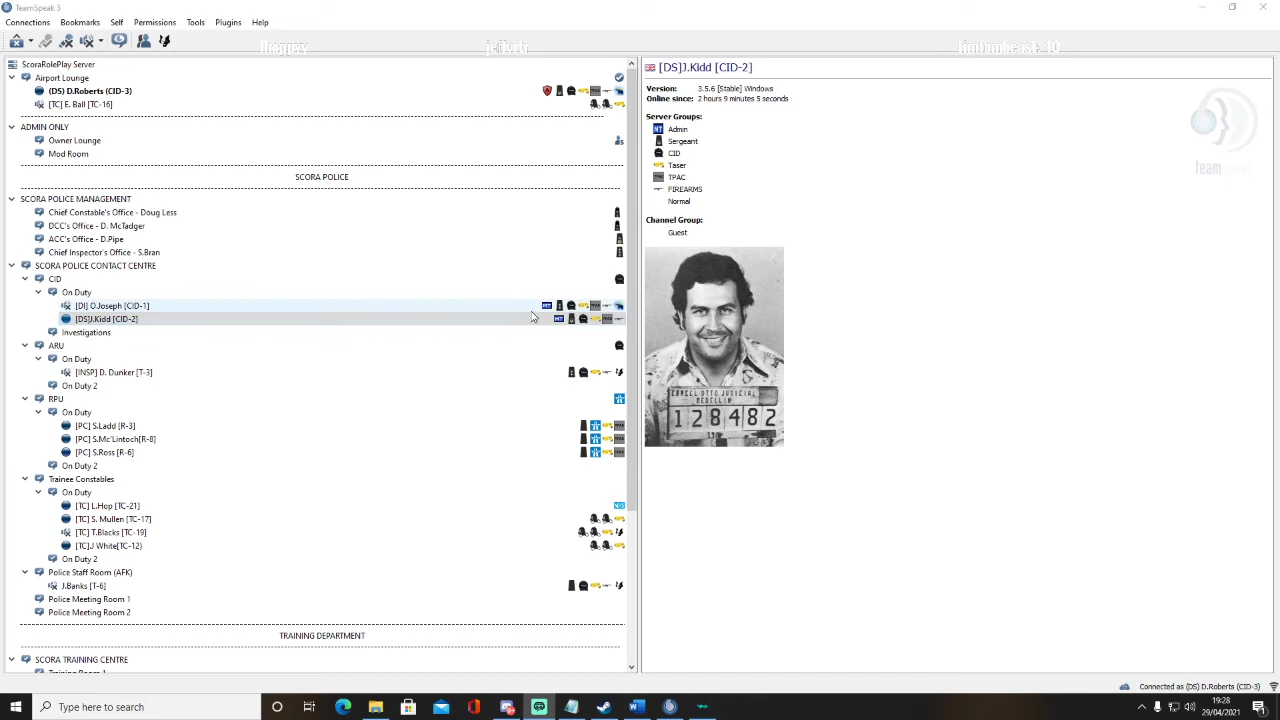 TeamSpeak 3
Connections Bookmarks Self Permissions Tools Plugins Help
ScoraRolePlay Server
Airport Lounge
(DS) D.Roberts (CID-3)
[TC] E. Ball [TC-16]
ADMIN ONLY
Owner Lounge
Mod Room
SCORA POLICE
SCORA POLICE MANAGEMENT
Chief Constable's Office - Doug Less
DCC's Office - D. McTadger
ACC's Office - D.Pipe
Chief Inspector's Office - S.Bran
SCORA POLICE CONTACT CENTRE
CID
On Duty
[DI] O.Joseph [CID-1]
[DS]J.Kidd [CID-2]
Investigations
ARU
On Duty
[INSP] D. Dunker [T-3]
On Duty 2
RPU
On Duty
[PC] S.Ladd [R-3]
[PC] S.Mc'Lintoch[R-8]
[PC] S.Ross [R-6]
On Duty 2
Trainee Constables
On Duty
[TC] L.Hop [TC-21]
[TC] S. Mullen [TC-17]
[TC] T.Blacks [TC-19]
[TC].J White[TC-12}
On Duty 2
Police Staff Room (AFK)
J.Banks [T-6]
Police Meeting Room 1
Police Meeting Room 2
TRAINING DEPARTMENT
SCORA TRAINING CENTRE
Training Room 1
[DS]J.Kidd [CID-2]
Version: 3.5.6 [Stable] Windows
Online since: 2 hours 9 minutes 5 seconds
Server Groups:
MT Admin
Sergeant
CID
Taser
TPAC TPAC
FIREARMS
Normal
Channel Group:
Guest
JUDICIAL
MEDELLIN
128482
Connected as (DS) D.Roberts (CID-3)
Type here to search
19:28
29/04/2021